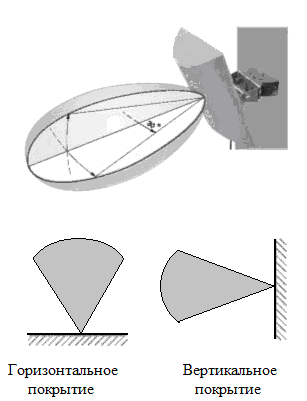 Горизонтальное
покрытие
Вертикальное
покрытие